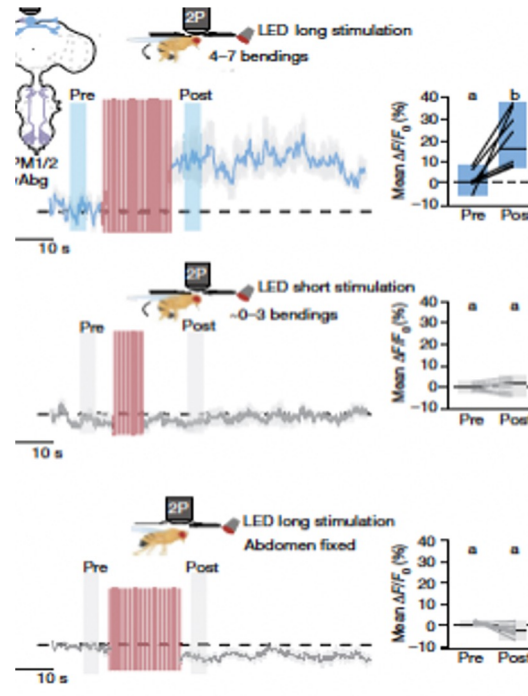 2P
LED long stimulation
4–7 bendings
Pre
Post
PM1/2
Abg
10 s
Mean ΔF/F0 (%)
40
30
20
10
0
−10
a
b
Pre
Post
2P
LED short stimulation
~0–3 bendings
Pre
Post
10 s
Mean ΔF/F0 (%)
40
30
20
10
0
−10
a
a
Pre
Post
2P
LED long stimulation
Abdomen fixed
Pre
Post
10 s
Mean ΔF/F0 (%)
40
30
20
10
0
−10
a
a
Pre
Post